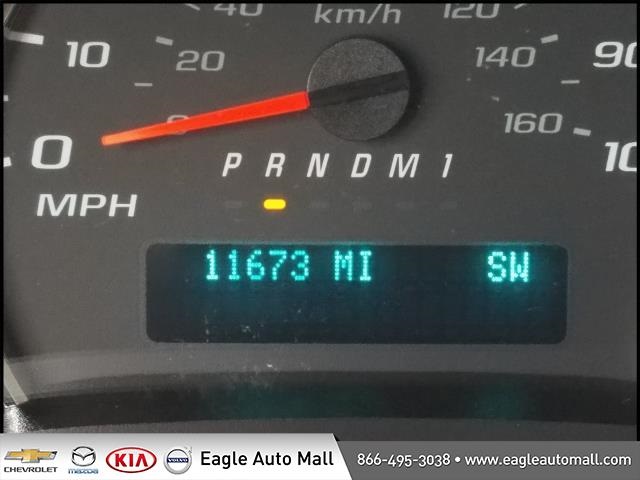 40 km/h 120
10 20 140 90
0 0 160 10
P R N D M 1
MPH
11673 MI SW
CHEVROLET mazda KIA VOLVO Eagle Auto Mall 866-495-3038 • www.eagleautomall.com